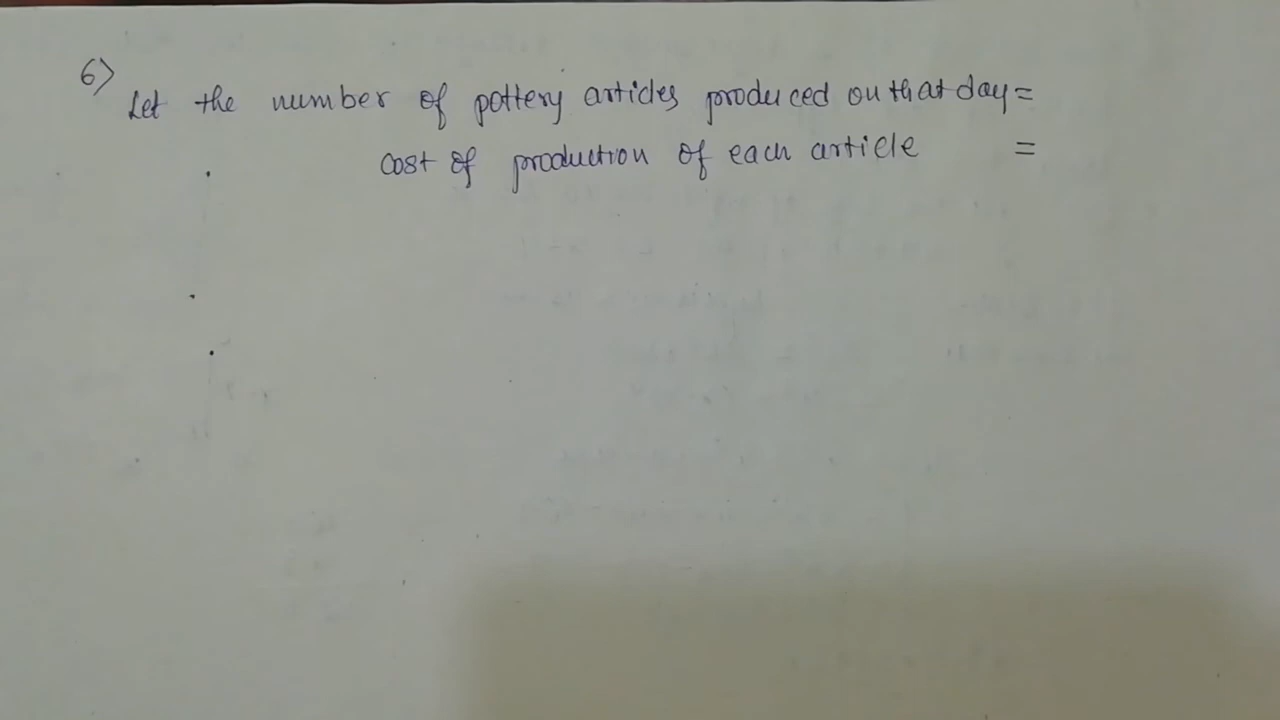 6)
Let the number of pottery articles produced on that day =
cost of production of each article =